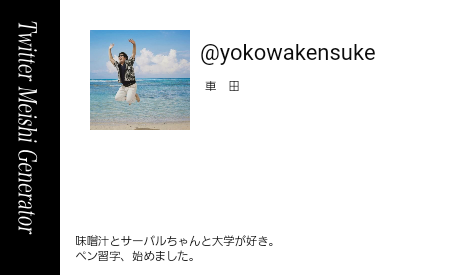 Twitter Meishi Generator
@yokowakensuke
車　田
味噌汁とサーバルちゃんと大学が好き。
ペン習字、始めました。